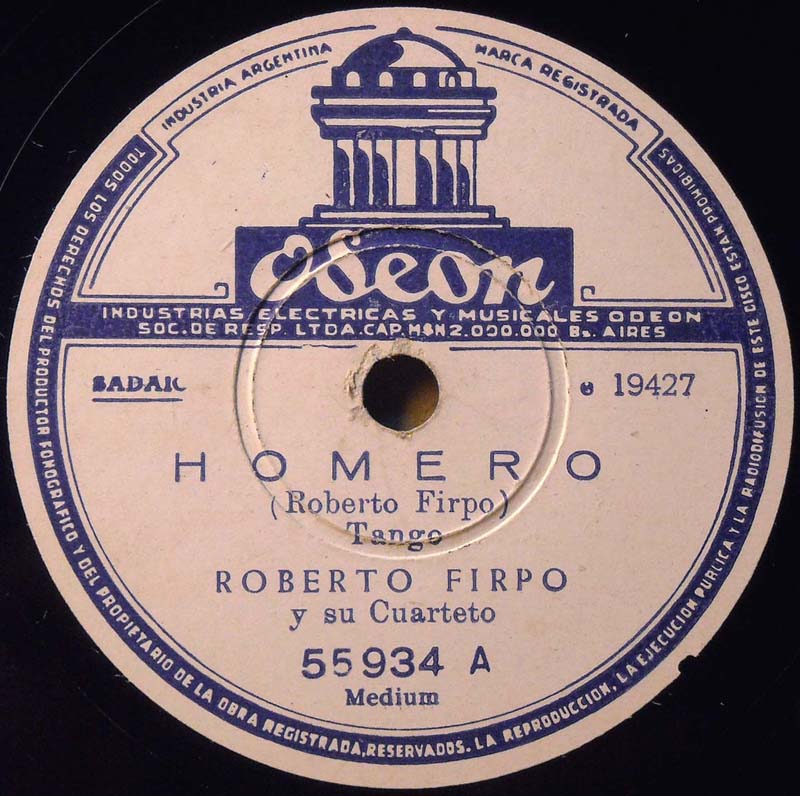 INDUSTRIA ARGENTINA
MARCA REGISTRADA
Odeon
INDUSTRIAS ELECTRICAS Y MUSICALES ODEON
SOC. DE RESP. LTDA. CAP. M$N 2.000.000 Bs. AIRES
SADAIC
e 19427
HOMERO
(Roberto Firpo)
Tango
ROBERTO FIRPO
y su Cuarteto
55934 A
Medium
TODOS LOS DERECHOS DEL PRODUCTOR FONOGRAFICO Y DEL PROPIETARIO DE LA OBRA REGISTRADA, RESERVADOS. LA REPRODUCCION, LA EJECUCION PUBLICA Y LA RADIODIFUSION DE ESTE DISCO ESTAN PROHIBICAS